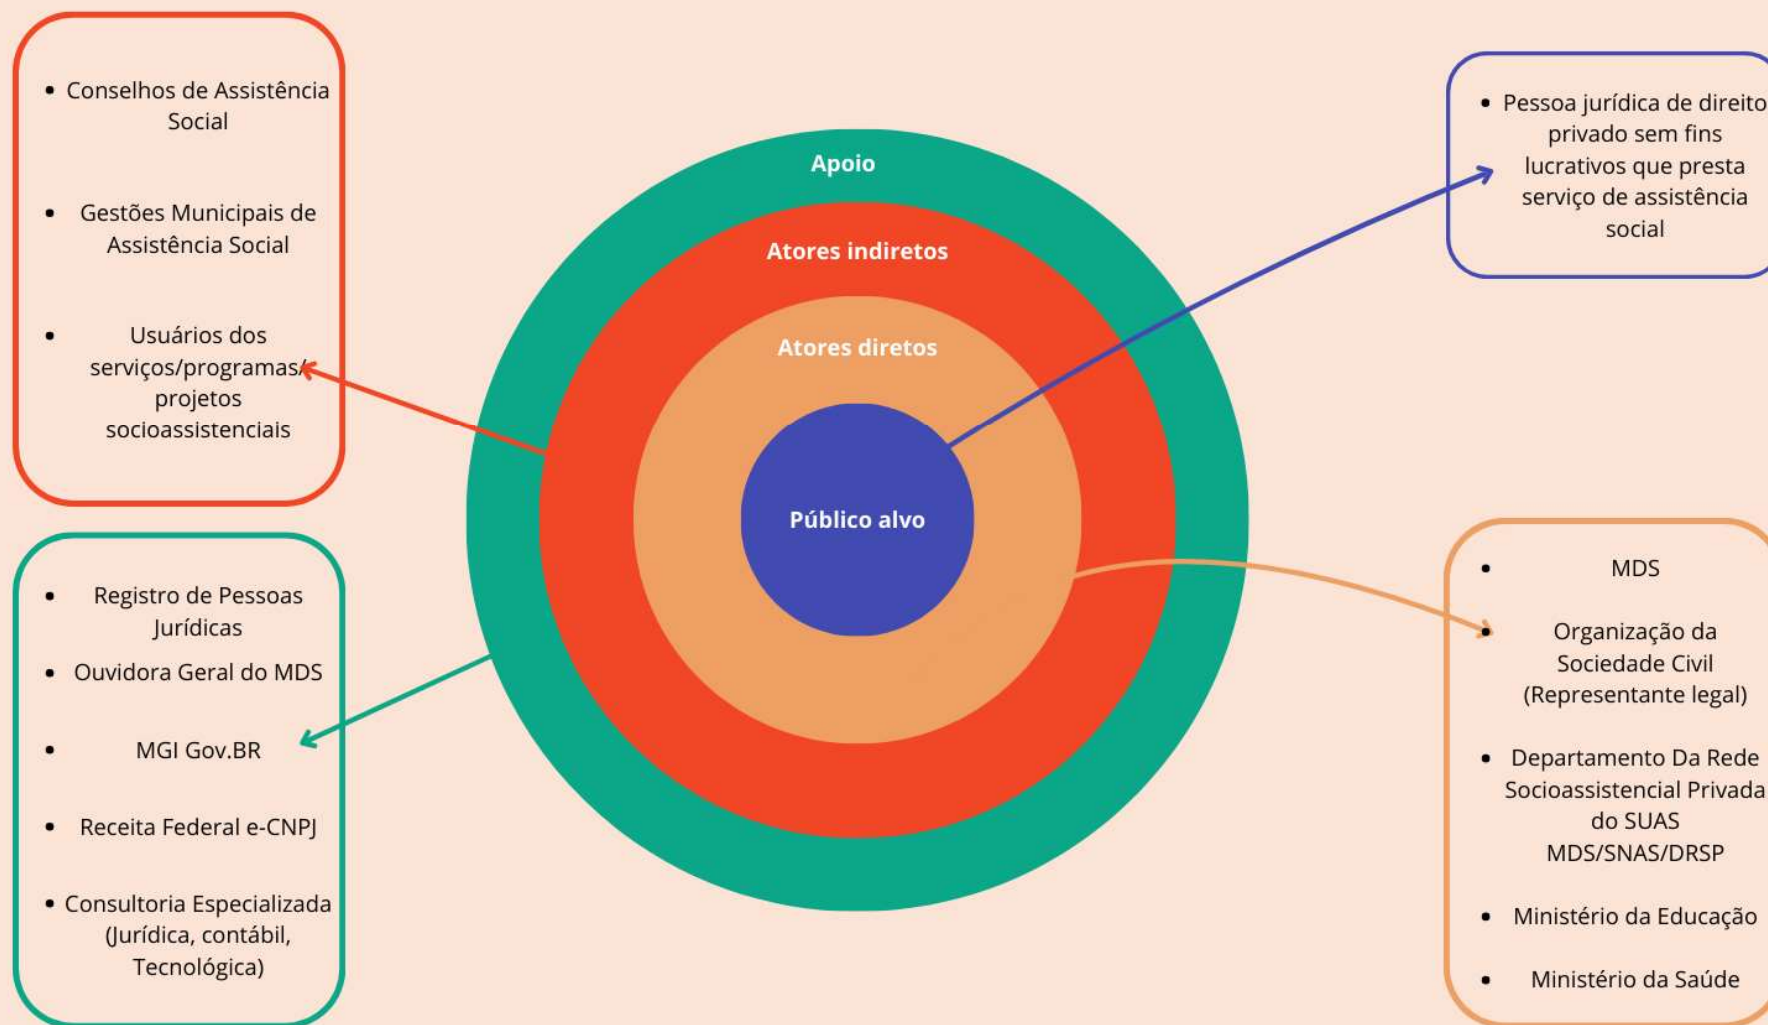 • Conselhos de Assistência
Social
• Gestões Municipais de
Assistência Social
• Usuários dos
serviços/programas/
projetos
socioassistenciais
• Registro de Pessoas
Jurídicas
• Ouvidora Geral do MDS
• MGI Gov.BR
• Receita Federal e-CNPJ
• Consultoria Especializada
(Jurídica, contábil,
Tecnológica)
Apoio
Atores indiretos
Atores diretos
Público alvo
• Pessoa jurídica de direito
privado sem fins
lucrativos que presta
serviço de assistência
social
• MDS
• Organização da
Sociedade Civil
(Representante legal)
• Departamento Da Rede
Socioassistencial Privada
do SUAS
MDS/SNAS/DRSP
• Ministério da Educação
• Ministério da Saúde